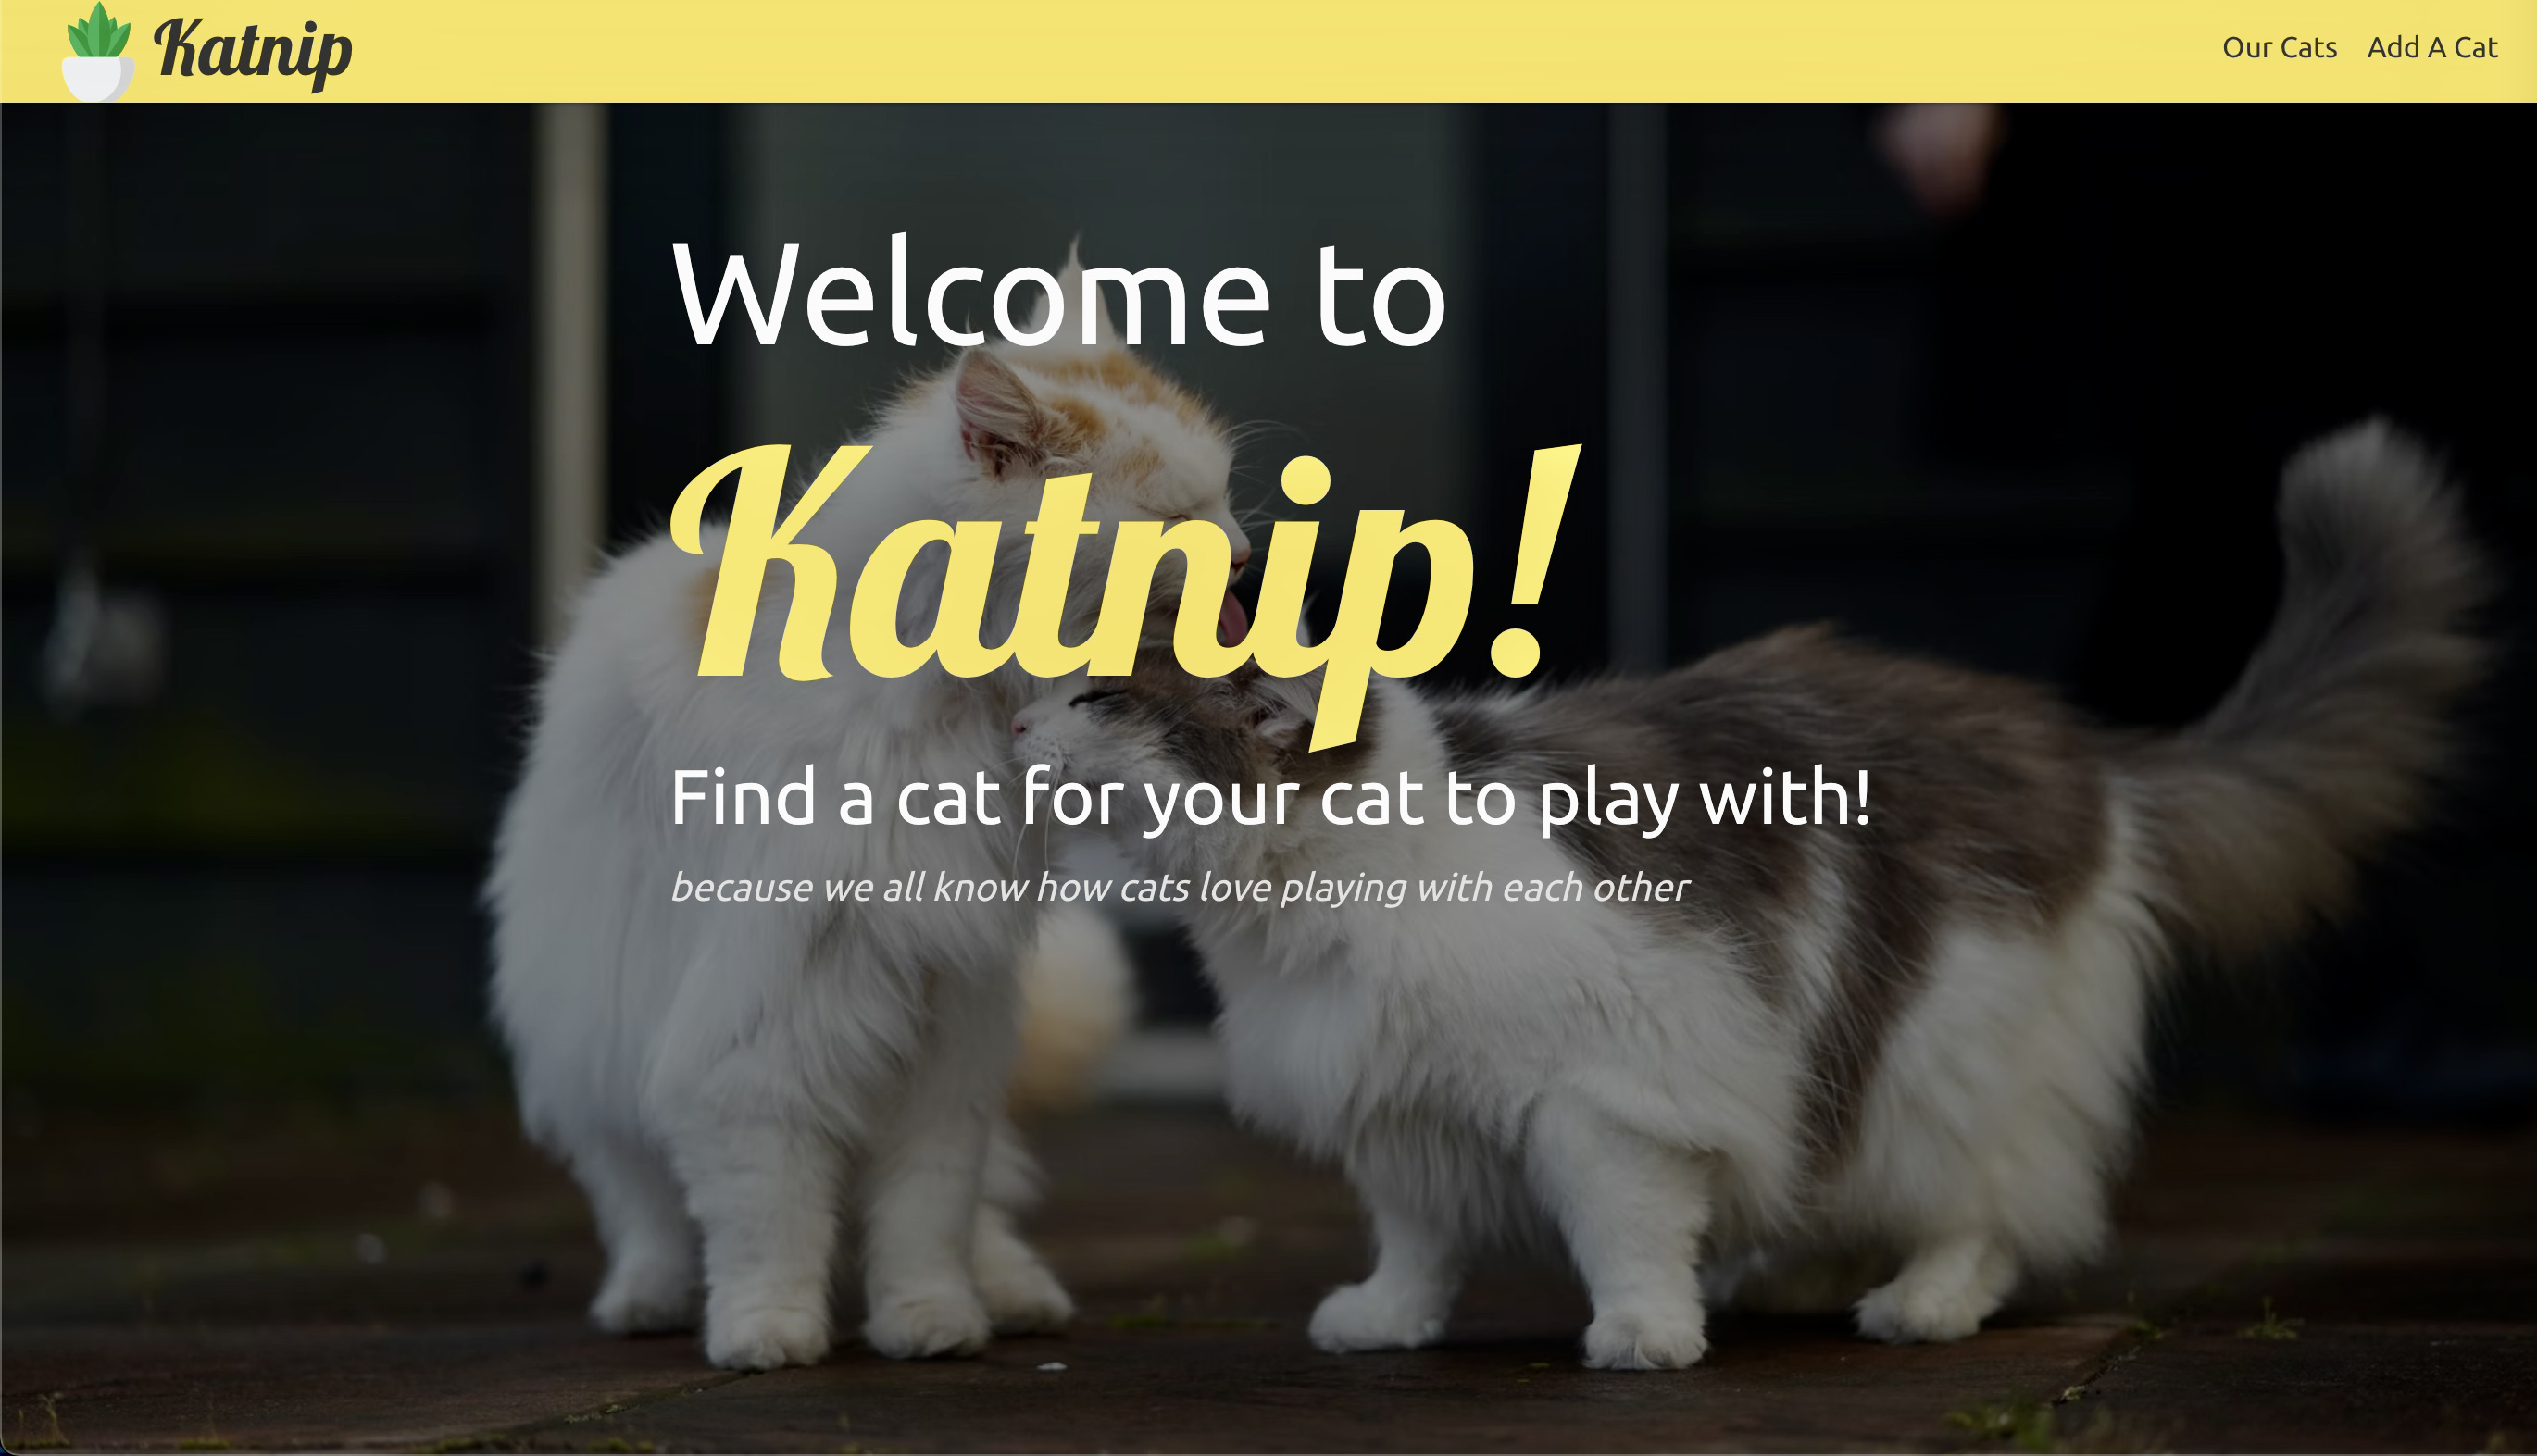 Katnip
Our Cats Add A Cat
Welcome to
Katnip!
Find a cat for your cat to play with!
because we all know how cats love playing with each other